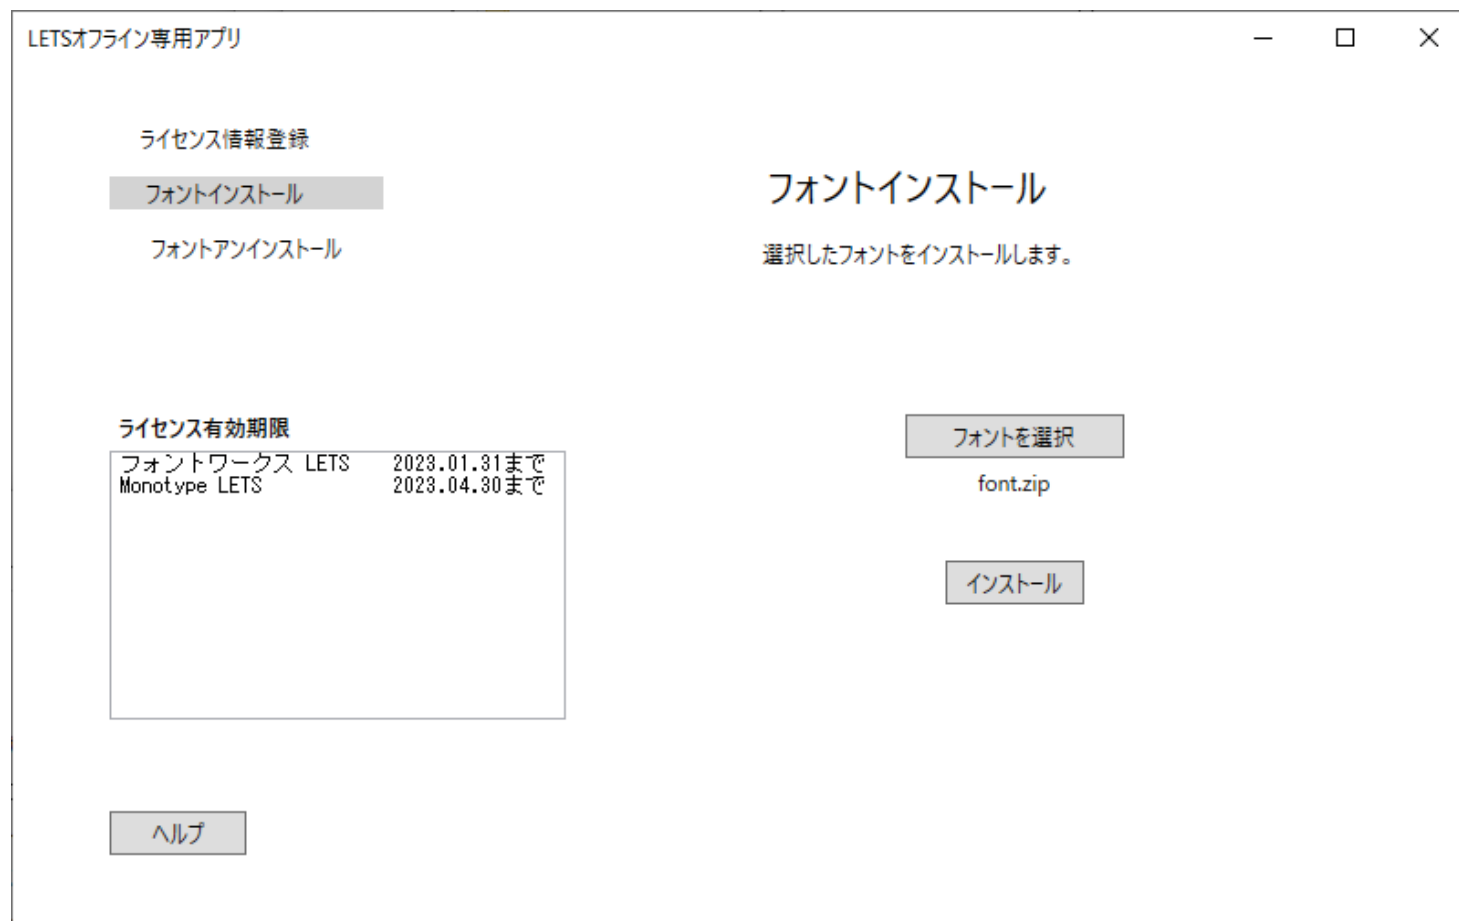 LETSオフライン専用アプリ
ライセンス情報登録
フォントインストール
フォントアンインストール
フォントインストール
選択したフォントをインストールします。
ライセンス有効期限
フォントワークス LETS 2023.01.31まで
Monotype LETS 2023.04.30まで
フォントを選択
font.zip
インストール
ヘルプ